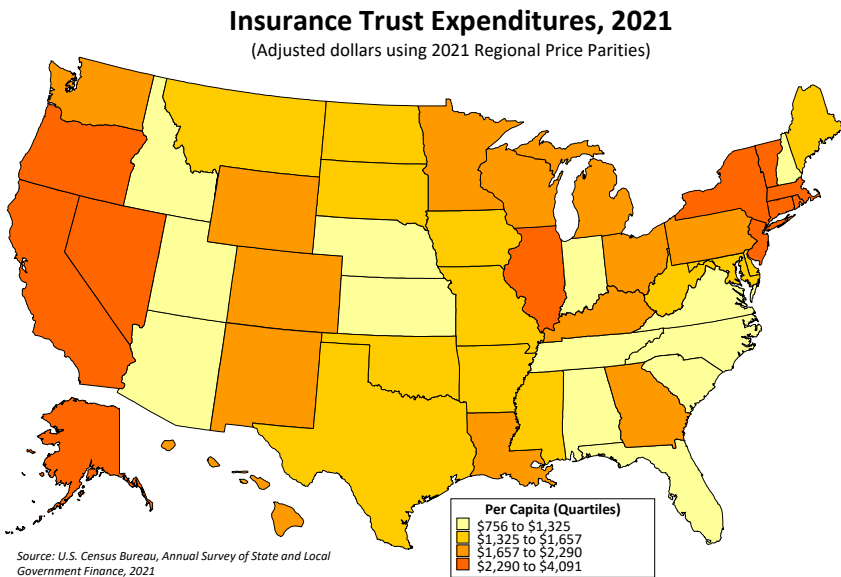 Insurance Trust Expenditures, 2021
(Adjusted dollars using 2021 Regional Price Parities)
Per Capita (Quartiles)
$756 to $1,325
$1,325 to $1,657
$1,657 to $2,290
$2,290 to $4,091
Source: U.S. Census Bureau, Annual Survey of State and Local
Government Finance, 2021